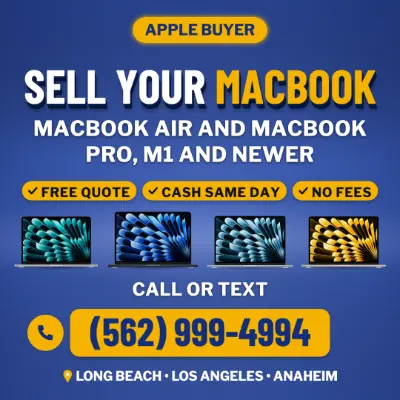 APPLE BUYER
SELL YOUR MACBOOK
MACBOOK AIR AND MACBOOK
PRO, M1 AND NEWER
✓ FREE QUOTE ✓ CASH SAME DAY ✓ NO FEES
CALL OR TEXT
(562) 999-4994
LONG BEACH • LOS ANGELES • ANAHEIM